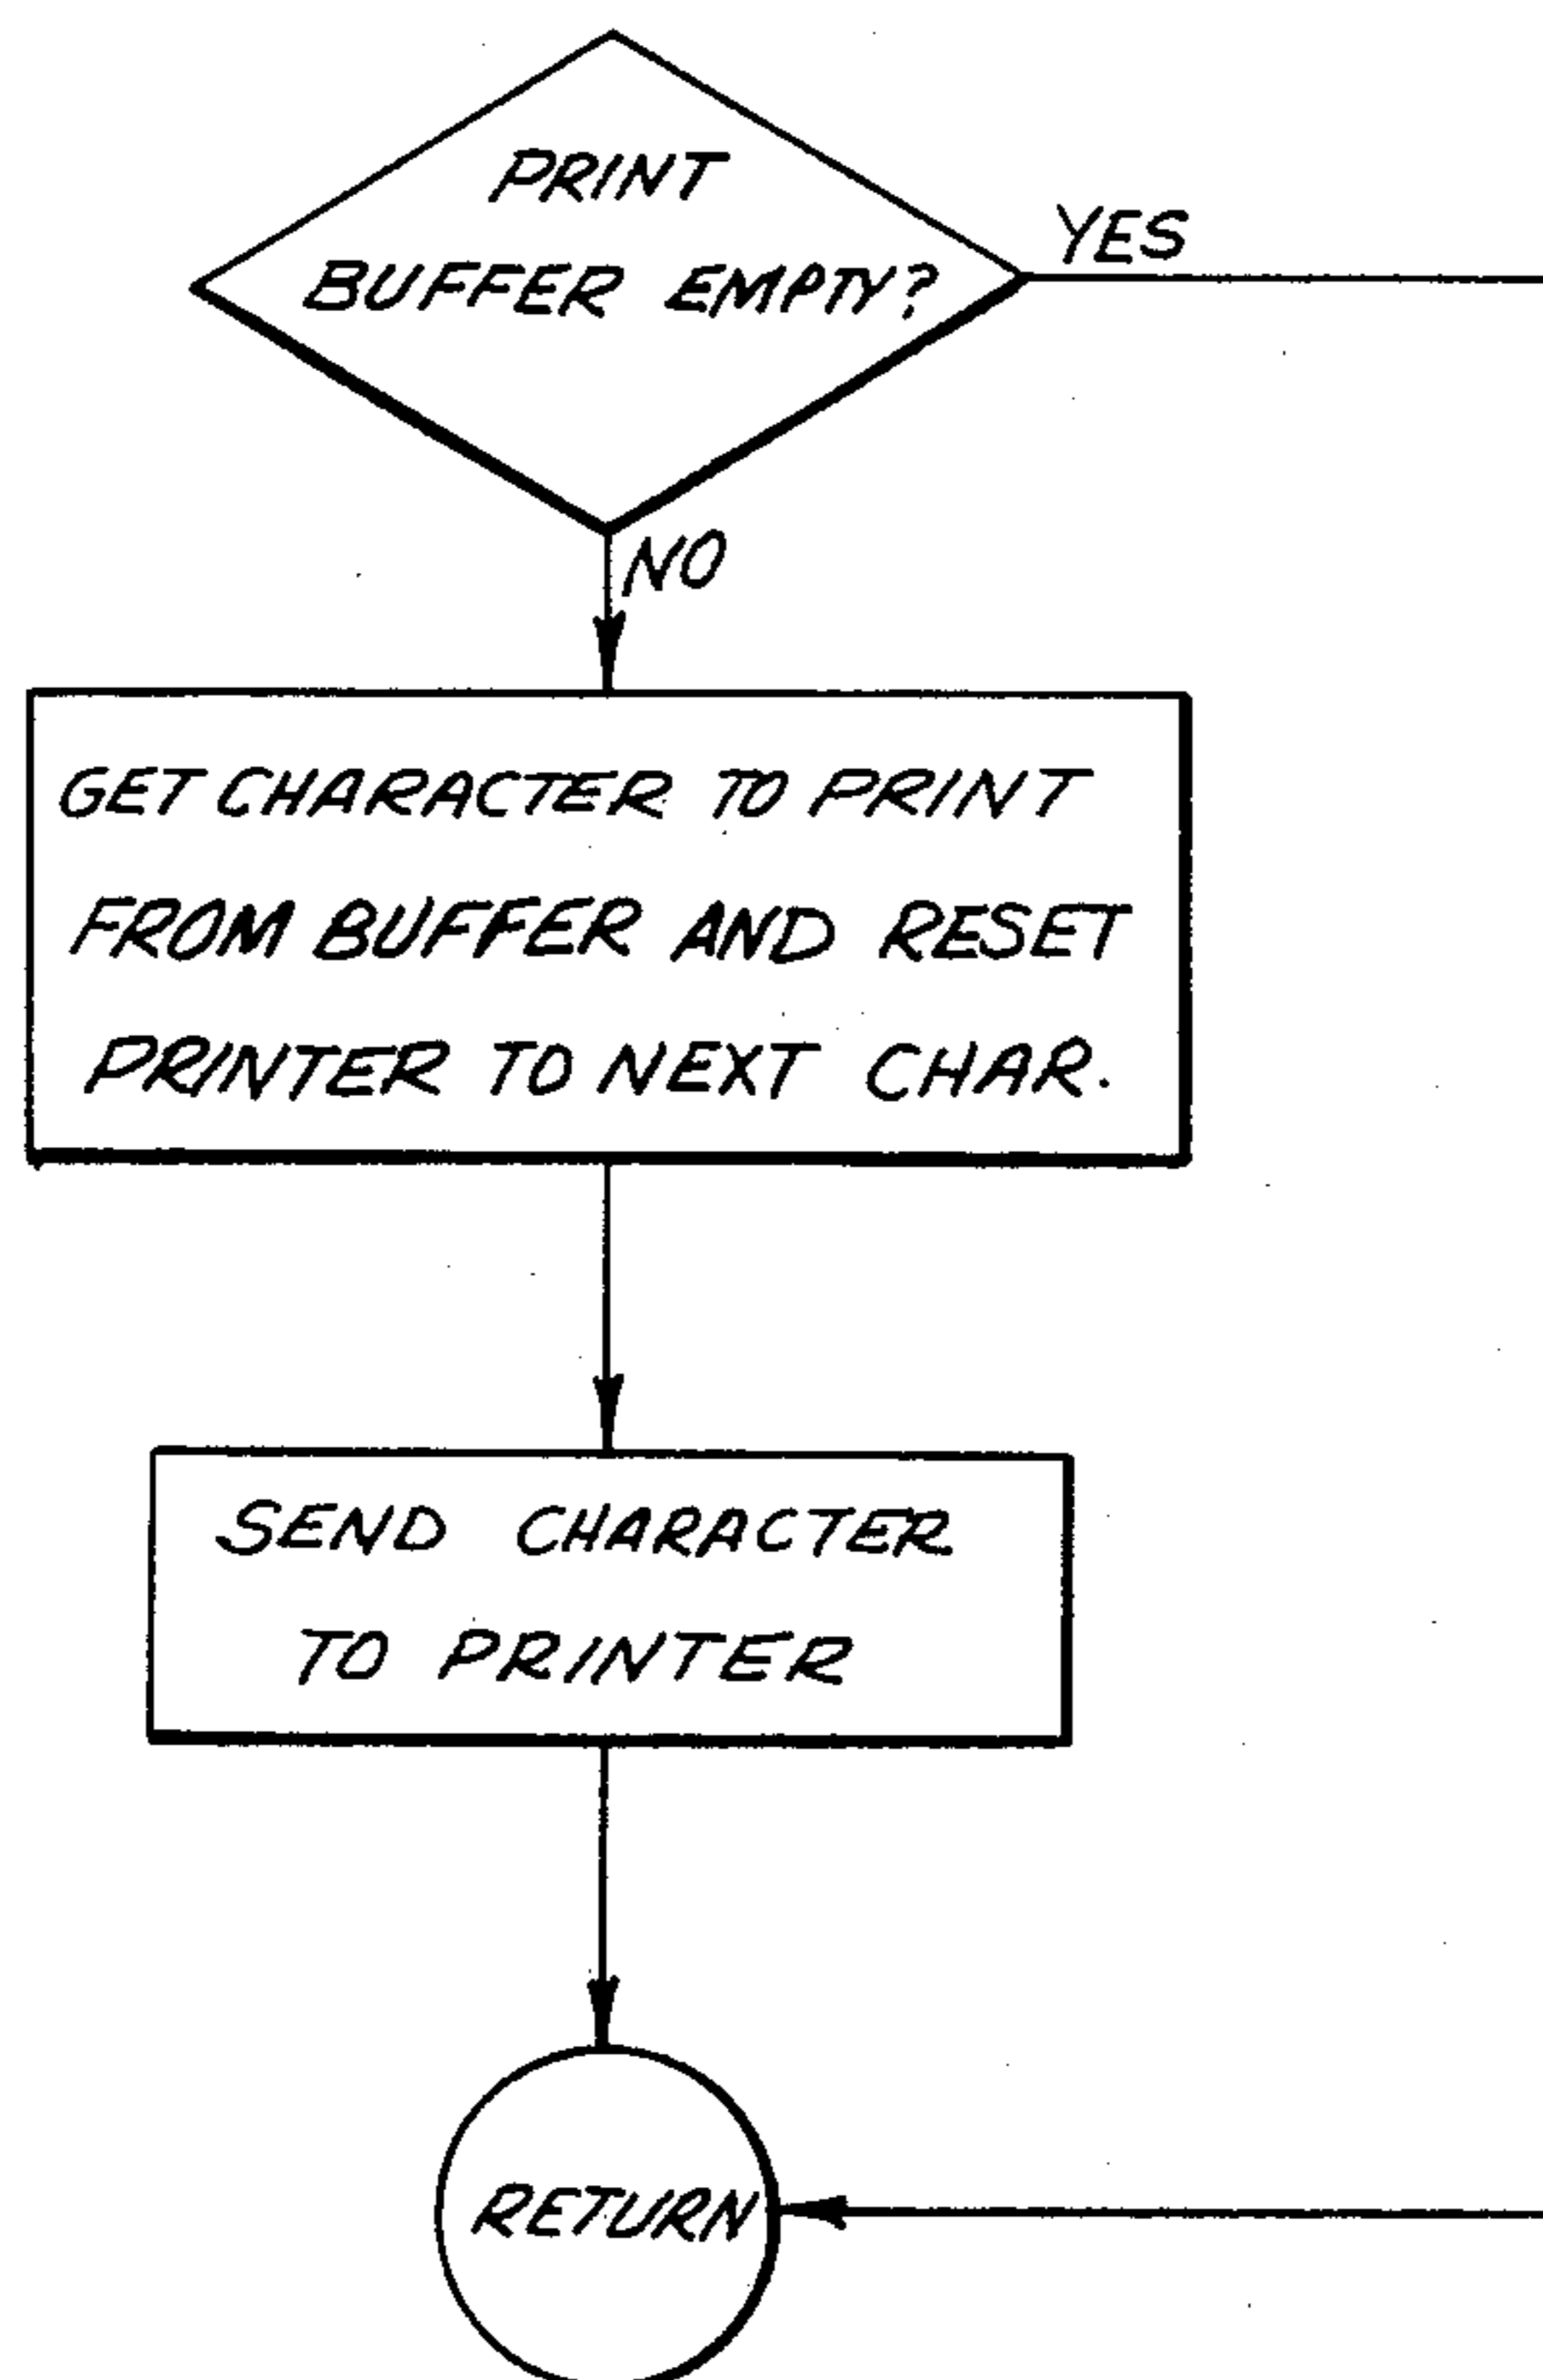 PRINT
BUFFER EMPTY?
YES
NO
GET CHARACTER TO PRINT
FROM BUFFER AND RESET
PRINTER TO NEXT CHAR.
SEND CHARACTER
TO PRINTER
RETURN